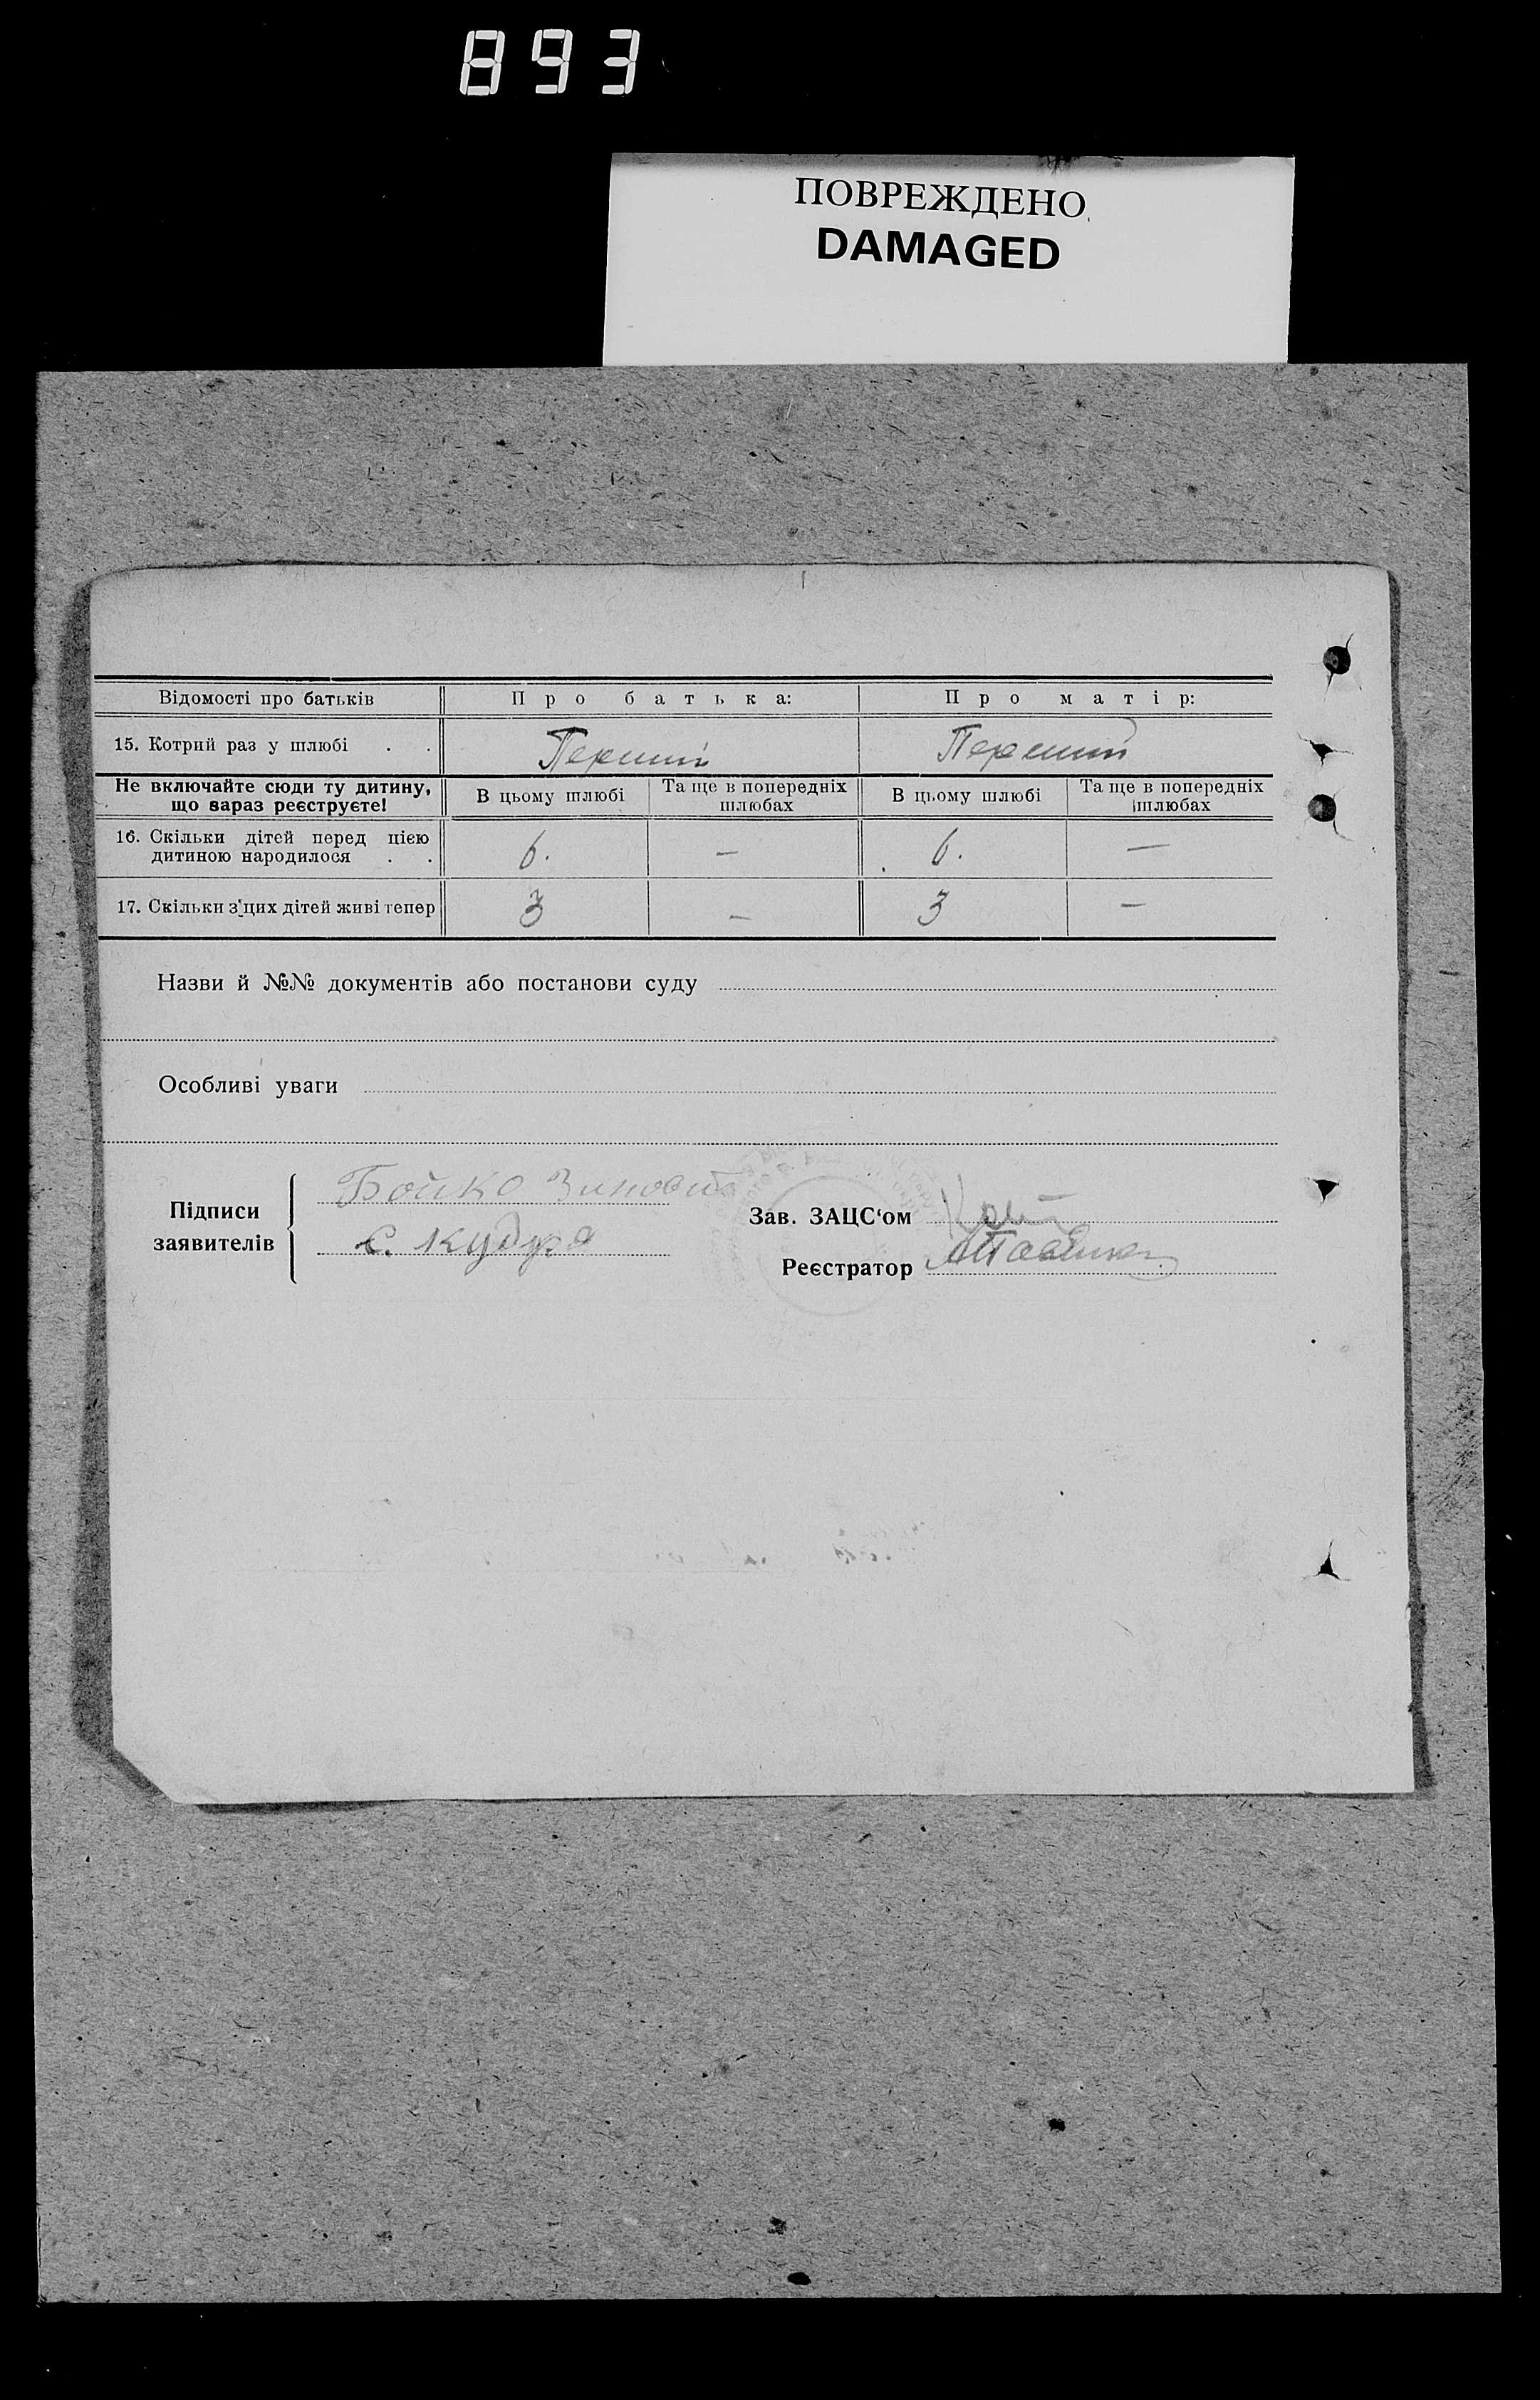 893
ПОВРЕЖДЕНО
DAMAGED
Відомості про батьків Про батька: Про матір:
15. Котрий раз у шлюбі . . Перший Перший
Не включайте сюди ту дитину, що вараз реєструєте! В цьому шлюбі Та ще в попередніх шлюбах В цьому шлюбі Та ще в попередніх шлюбах
16. Скільки дітей перед цією
дитиною народилося . . 6. — 6. —
17. Скільки з цих дітей живі тепер 3 — 3 —
Назви й №№ документів або постанови суду
Особливі уваги
Підписи заявителів
Бойко Зиновій
С. Кудря
Зав. ЗАЦС‘ом
Реєстратор